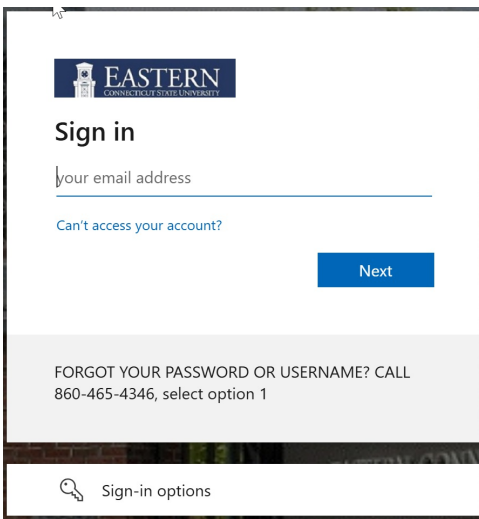 EASTERN
CONNECTICUT STATE UNIVERSITY
Sign in
your email address
Can't access your account?
Next
FORGOT YOUR PASSWORD OR USERNAME? CALL
860-465-4346, select option 1
Sign-in options